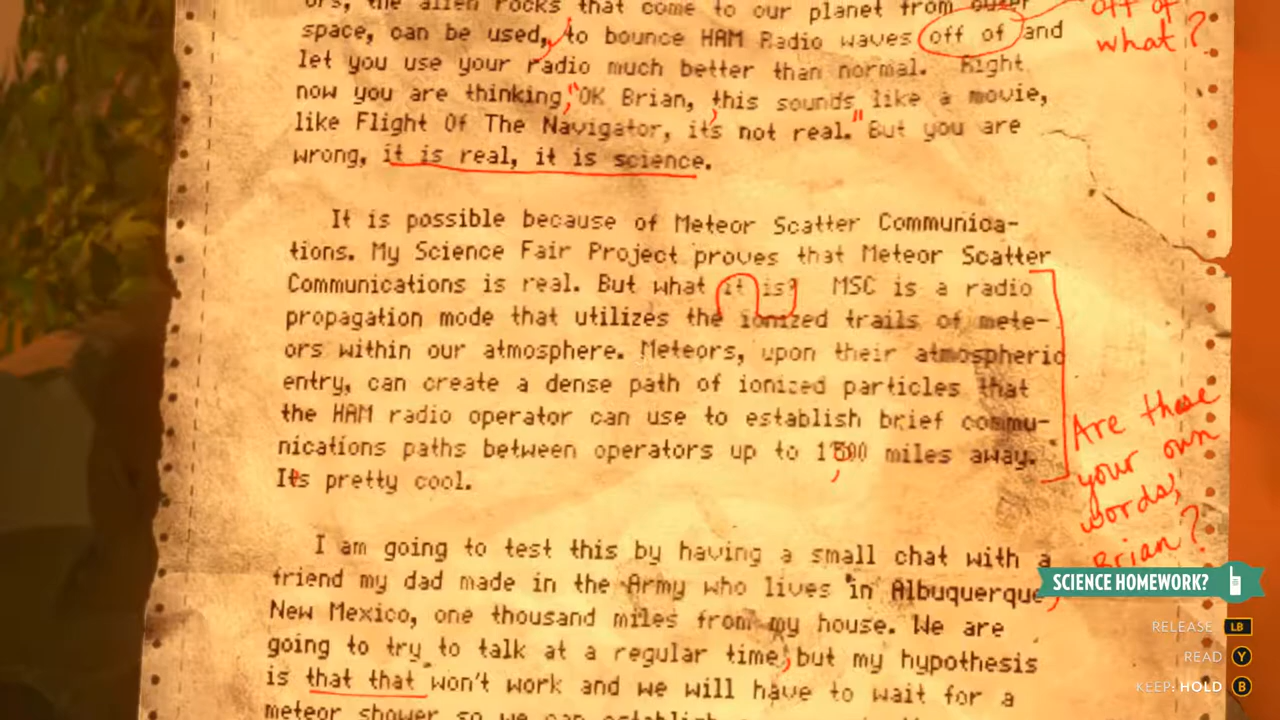 ors, the alien rocks that come to our planet from outer
space, can be used, to bounce HAM Radio waves off of and
let you use your radio much better than normal. Right
now you are thinking, "OK Brian, this sounds like a movie,
like Flight Of The Navigator, it's not real." But you are
wrong, it is real, it is science.
off of
what?
It is possible because of Meteor Scatter Communica-
tions. My Science Fair Project proves that Meteor Scatter
Communications is real. But what it is? MSC is a radio
propagation mode that utilizes the ionized trails of mete-
ors within our atmosphere. Meteors, upon their atmospheric
entry, can create a dense path of ionized particles that
the HAM radio operator can use to establish brief commu-
nications paths between operators up to miles away.
It's pretty cool.
Are these
your own
words,
Brian?
I am going to test this by having a small chat with a
friend my dad made in the Army who lives in Albuquerque,
New Mexico, one thousand miles from my house. We are
going to try to talk at a regular time, but my hypothesis
is that that won't work and we will have to wait for a
meteor shower so we can establish
SCIENCE HOMEWORK?
RELEASE LB
READ Y
KEEP: HOLD B